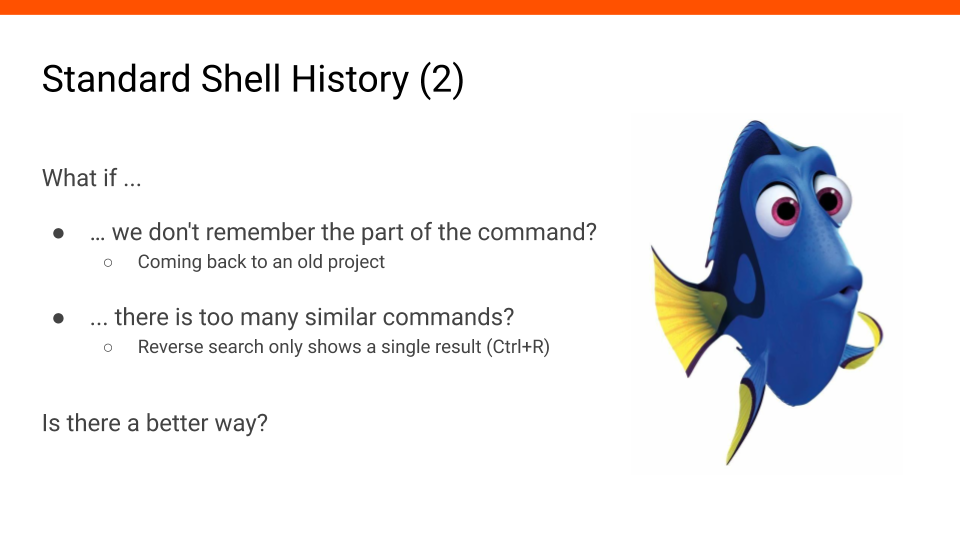 Standard Shell History (2)
What if ...
● … we don't remember the part of the command?
○ Coming back to an old project
● ... there is too many similar commands?
○ Reverse search only shows a single result (Ctrl+R)
Is there a better way?